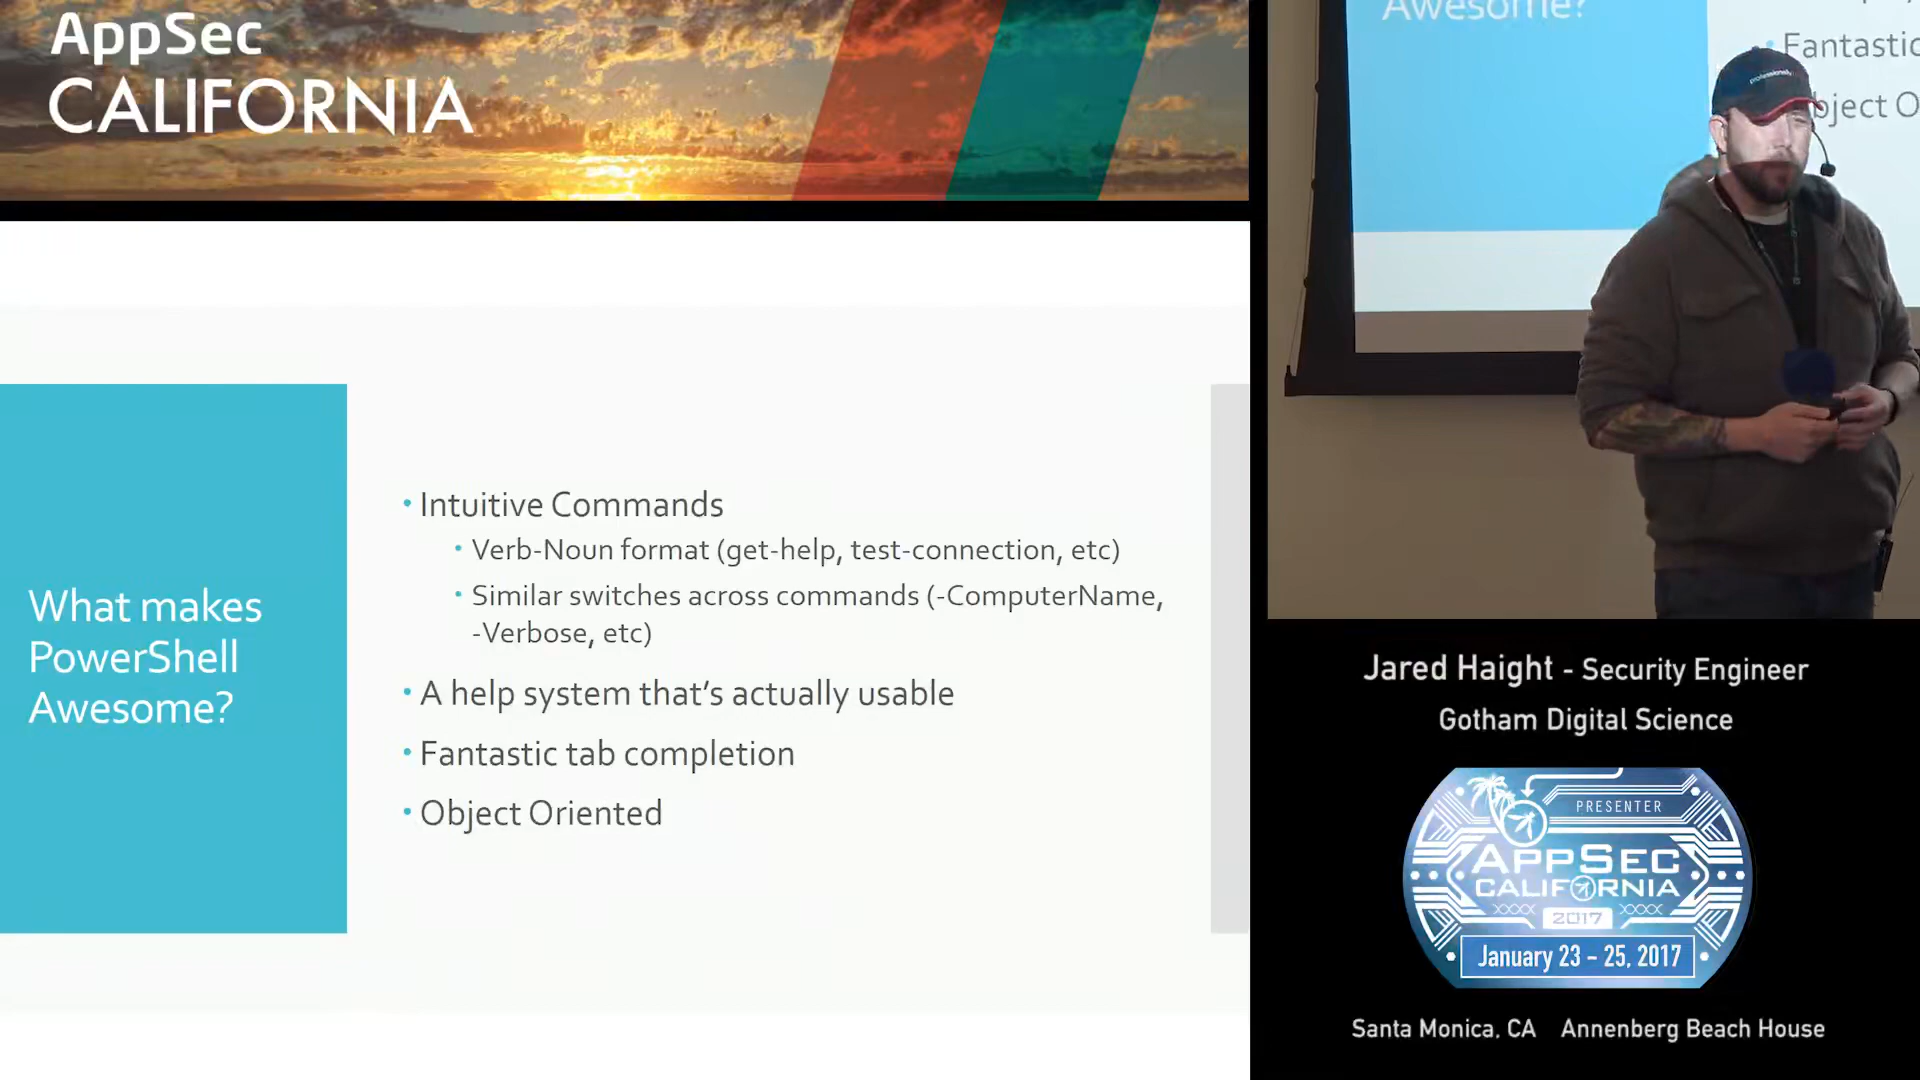 AppSec
CALIFORNIA
What makes
PowerShell
Awesome?
• Intuitive Commands
• Verb-Noun format (get-help, test-connection, etc)
• Similar switches across commands (-ComputerName,
-Verbose, etc)
• A help system that's actually usable
• Fantastic tab completion
• Object Oriented
Awesome?
Fantastic
bject O
professionally
Jared Haight - Security Engineer
Gotham Digital Science
PRESENTER
APPSEC
CALIFORNIA
2017
January 23 - 25, 2017
Santa Monica, CA Annenberg Beach House